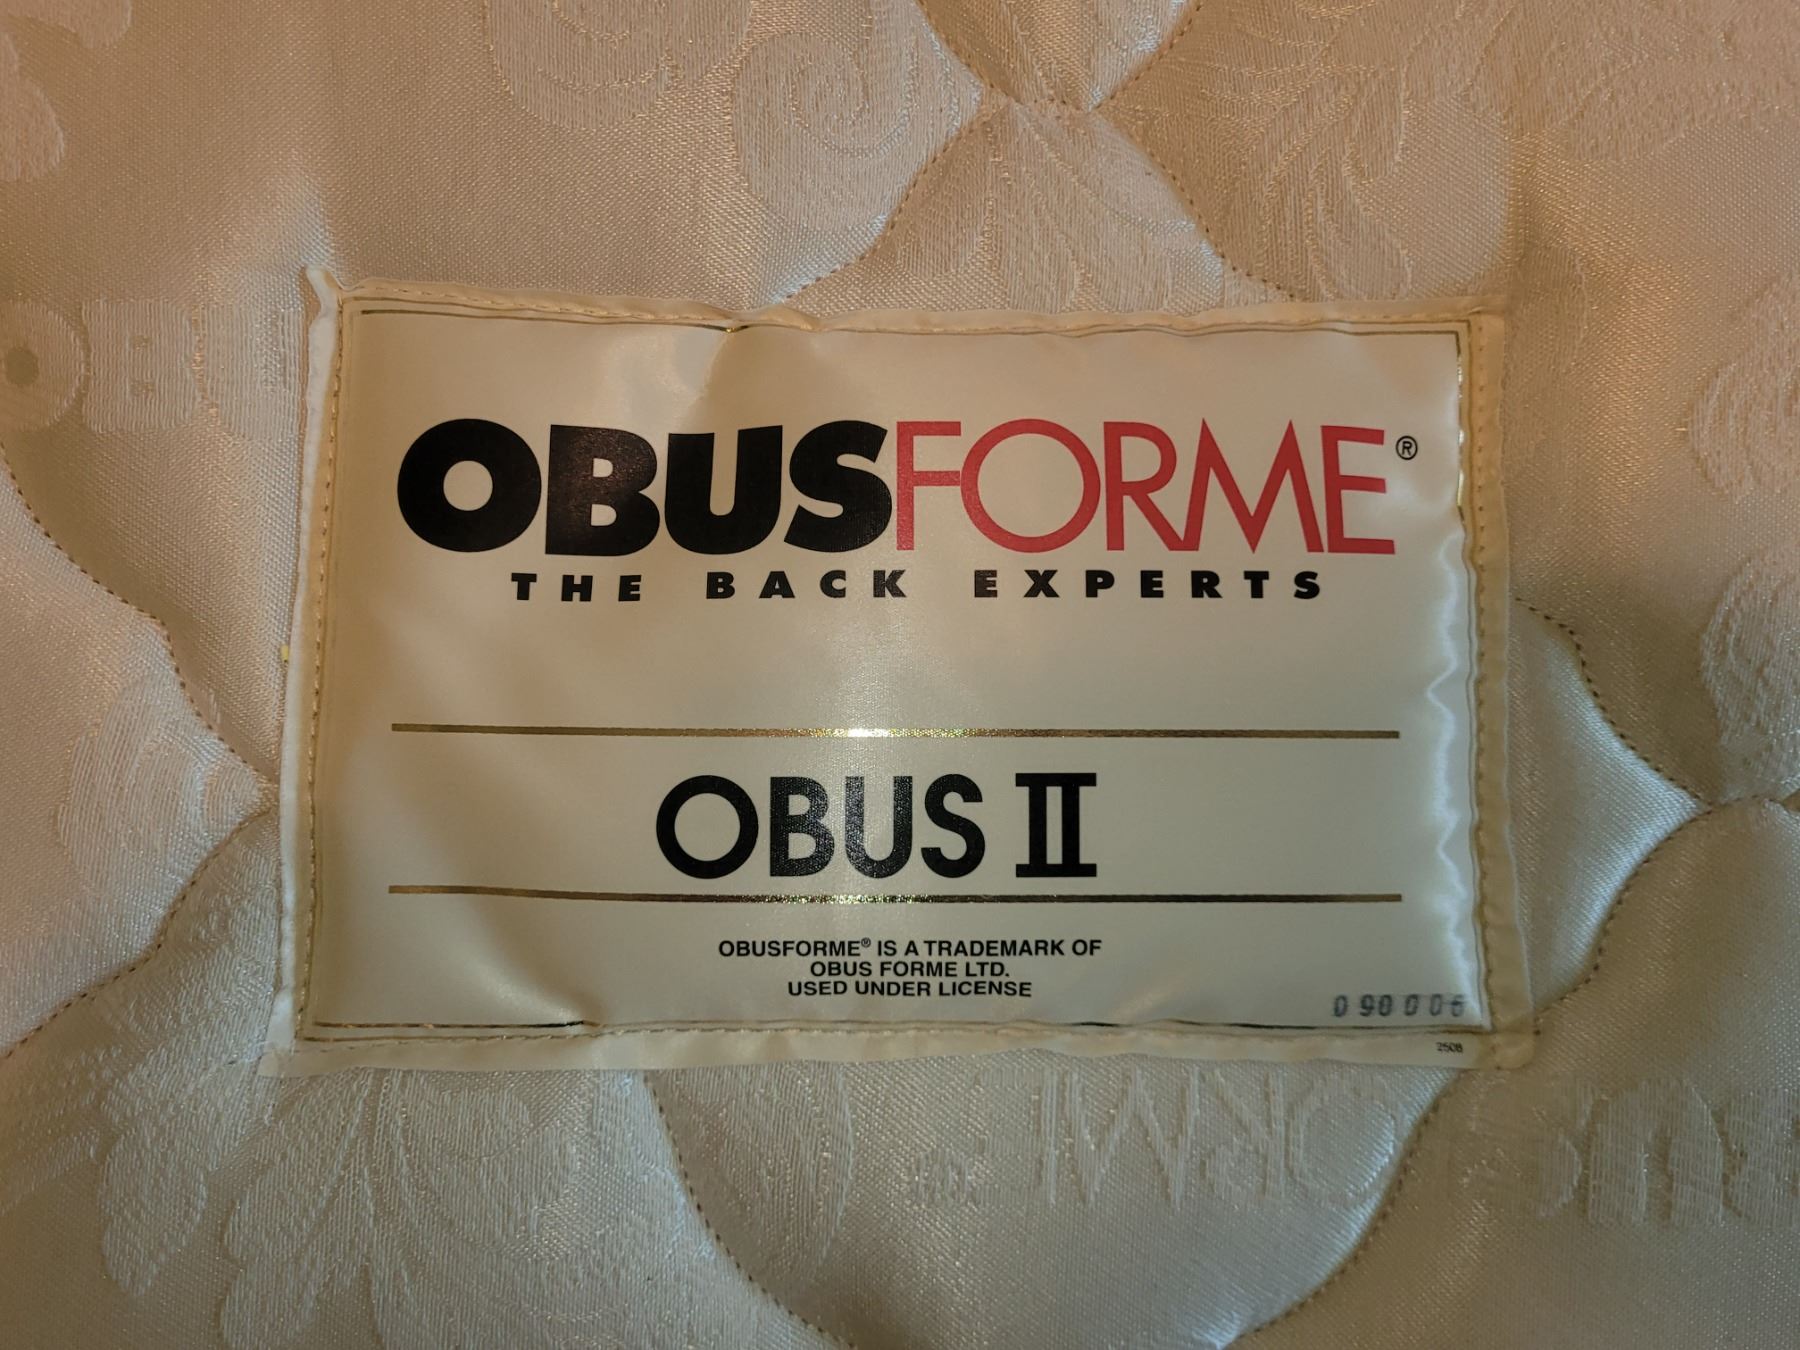 OBUSFORME®
THE BACK EXPERTS
OBUS II
OBUSFORME® IS A TRADEMARK OF
OBUS FORME LTD.
USED UNDER LICENSE
090006
2508